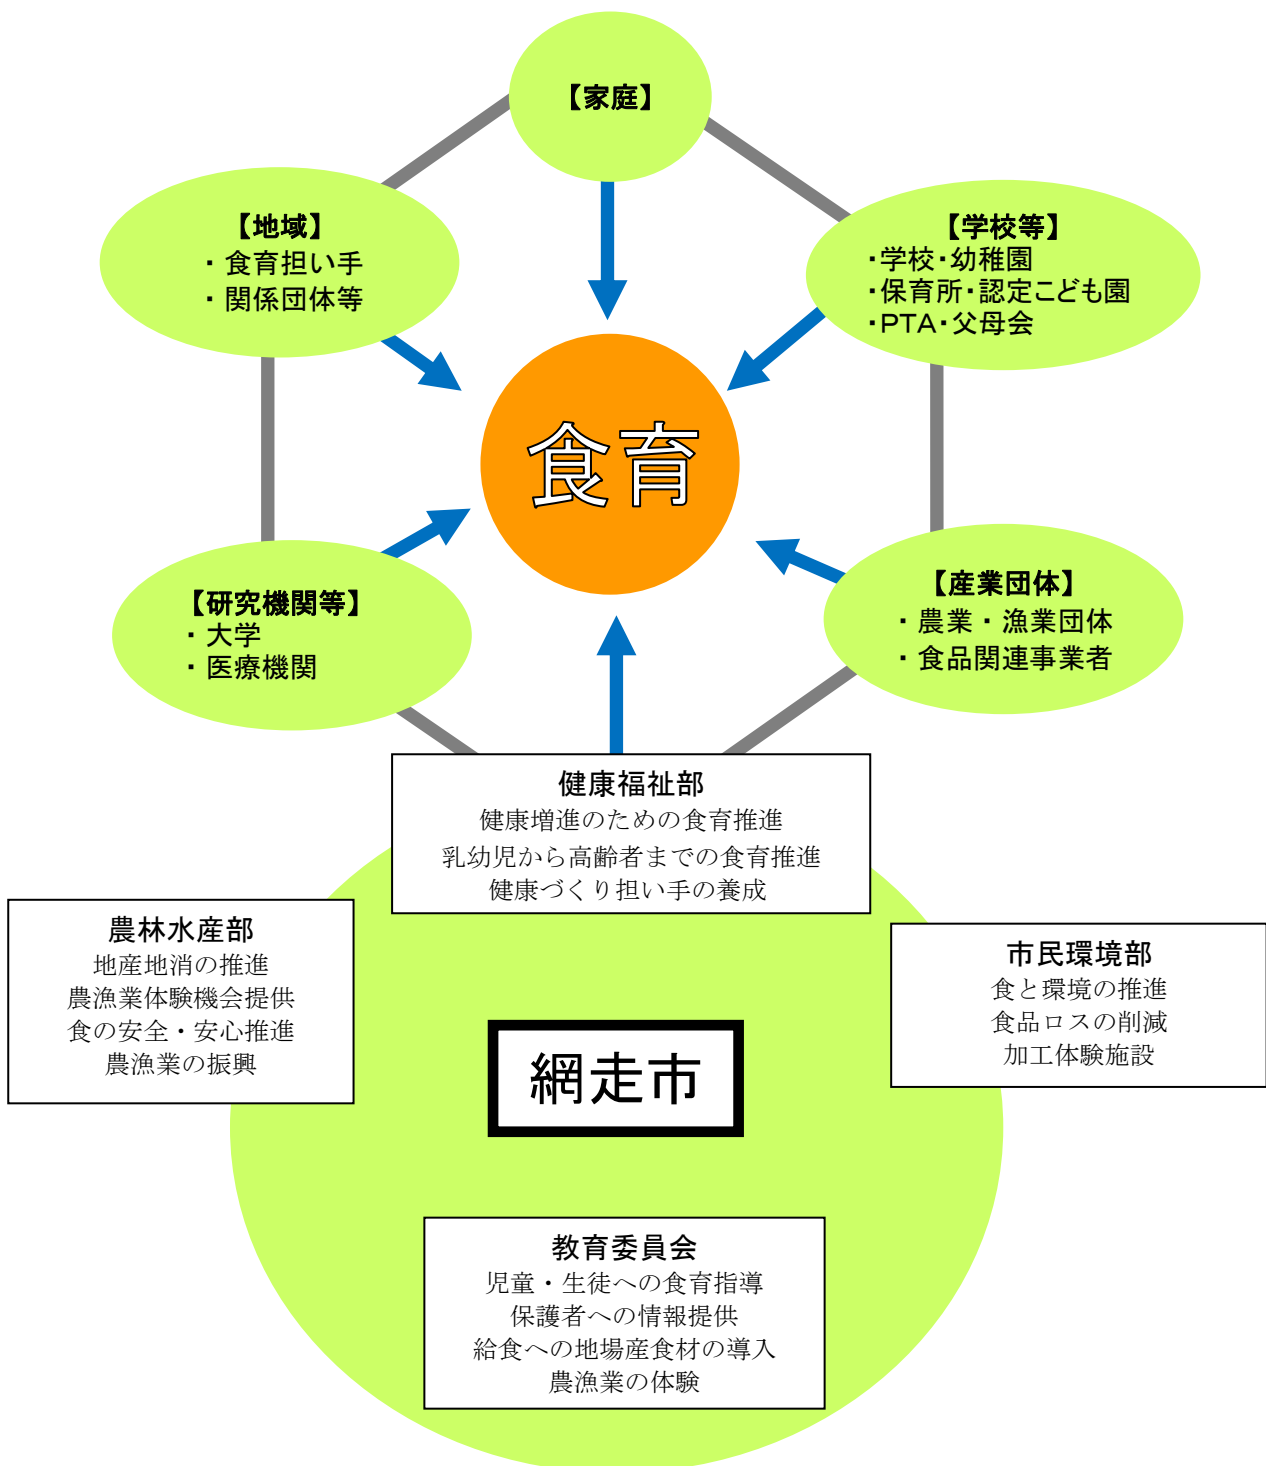 【家庭】
【地域】
・食育担い手
・関係団体等
【学校等】
・学校・幼稚園
・保育所・認定こども園
・PTA・父母会
食育
【研究機関等】
・大学
・医療機関
【産業団体】
・農業・漁業団体
・食品関連事業者
健康福祉部
健康増進のための食育推進
乳幼児から高齢者までの食育推進
健康づくり担い手の養成
農林水産部
地産地消の推進
農漁業体験機会提供
食の安全・安心推進
農漁業の振興
市民環境部
食と環境の推進
食品ロスの削減
加工体験施設
網走市
教育委員会
児童・生徒への食育指導
保護者への情報提供
給食への地場産食材の導入
農漁業の体験